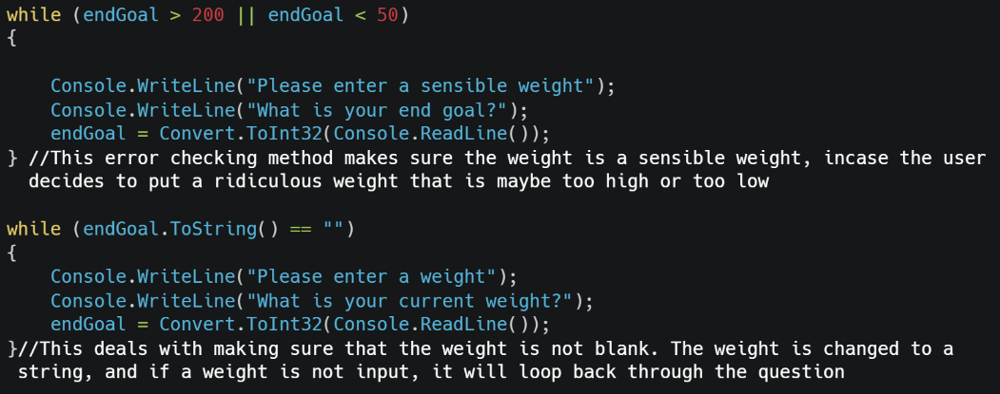 while (endGoal > 200 || endGoal < 50)
{
Console.WriteLine("Please enter a sensible weight");
Console.WriteLine("What is your end goal?");
endGoal = Convert.ToInt32(Console.ReadLine());
} //This error checking method makes sure the weight is a sensible weight, incase the user
decides to put a ridiculous weight that is maybe too high or too low
while (endGoal.ToString() == "")
{
Console.WriteLine("Please enter a weight");
Console.WriteLine("What is your current weight?");
endGoal = Convert.ToInt32(Console.ReadLine());
}//This deals with making sure that the weight is not blank. The weight is changed to a
string, and if a weight is not input, it will loop back through the question